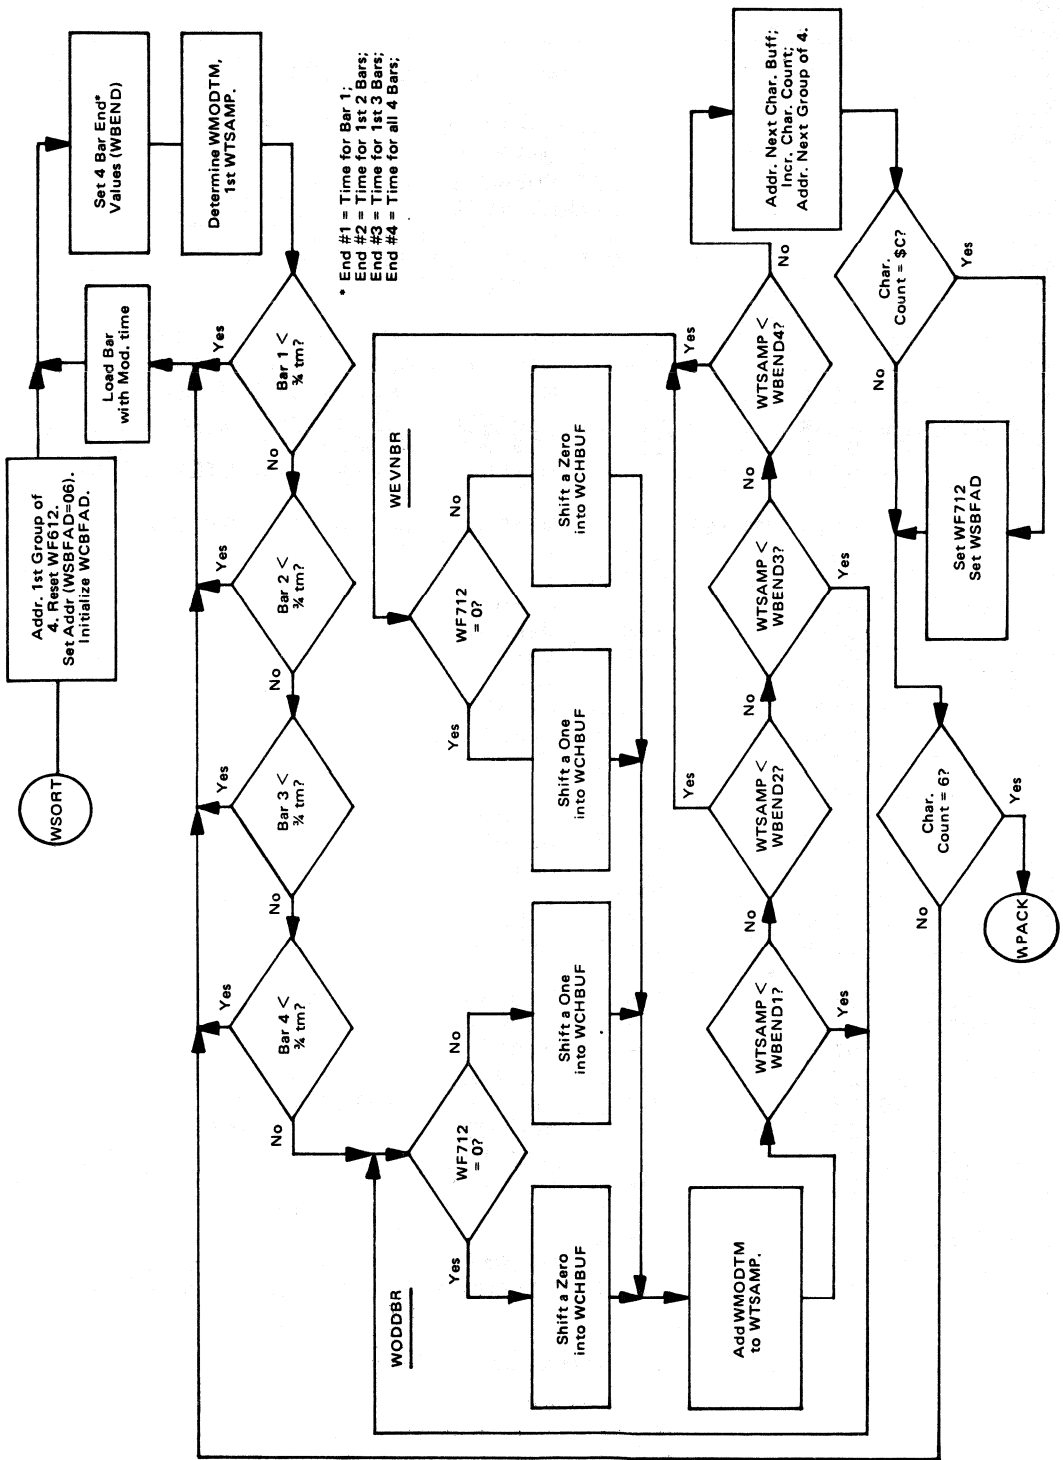 WSORT
Addr. 1st Group of
4. Reset WF612.
Set Addr (WSBFAD=06).
Initialize WCBFAD.
Load Bar
with Mod. time
Set 4 Bar End*
Values (WBEND)
Determine WMODTM,
1st WTSAMP.
* End #1 = Time for Bar 1;
End #2 = Time for 1st 2 Bars;
End #3 = Time for 1st 3 Bars;
End #4 = Time for all 4 Bars;
Bar 1 <
¾ tm?
Yes
No
Bar 2 <
¾ tm?
Yes
No
Bar 3 <
¾ tm?
Yes
No
Bar 4 <
¾ tm?
Yes
No
WODDBR
WF712
= 0?
Yes
No
Shift a Zero
into WCHBUF
Shift a One
into WCHBUF
WEVNBR
WF712
= 0?
Yes
No
Shift a One
into WCHBUF
Shift a Zero
into WCHBUF
Add WMODTM
to WTSAMP.
WTSAMP <
WBEND1?
No
Yes
WTSAMP <
WBEND2?
Yes
No
WTSAMP <
WBEND3?
No
Yes
WTSAMP <
WBEND4?
Yes
No
Addr. Next Char. Buff;
Incr. Char. Count;
Addr. Next Group of 4.
Char.
Count = $C?
No
Yes
Set WF712
Set WSBFAD
Char.
Count = 6?
No
Yes
WPACK